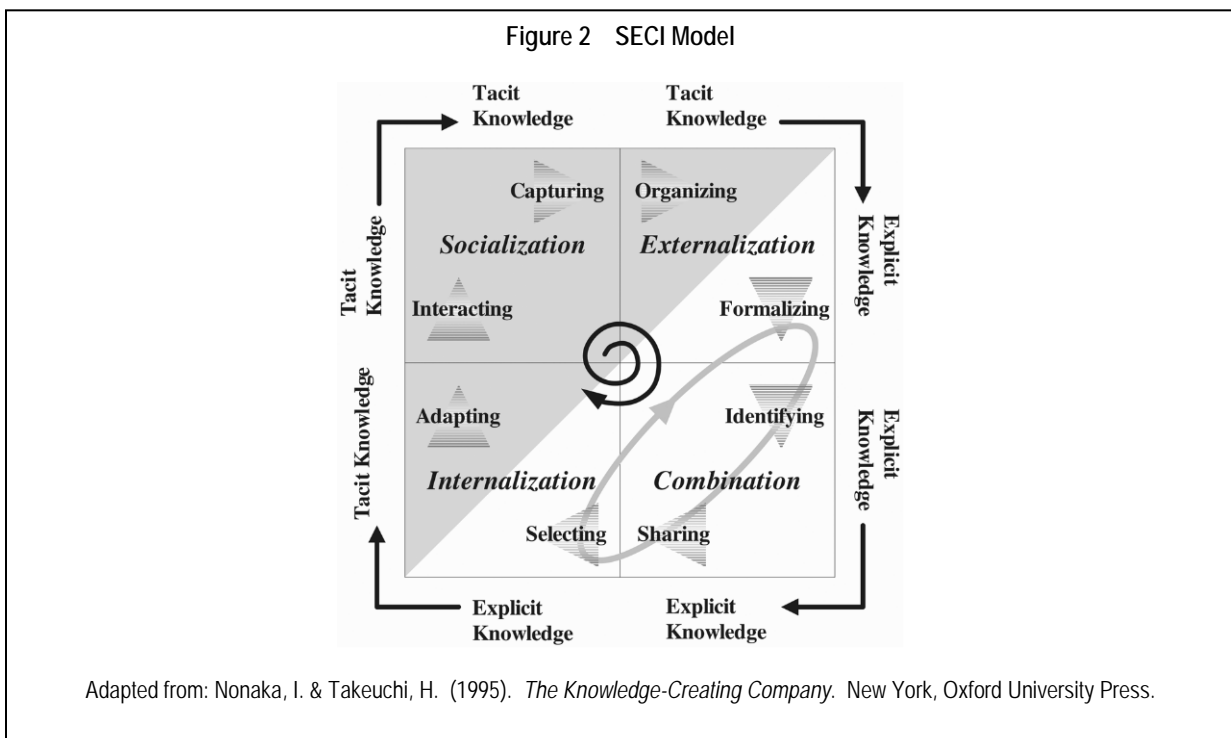 Figure 2 SECI Model
Tacit
Knowledge
Tacit
Knowledge
Capturing
Organizing
Socialization
Externalization
Tacit
Knowledge
Explicit
Knowledge
Interacting
Formalizing
Adapting
Identifying
Tacit Knowledge
Explicit
Knowledge
Internalization
Combination
Selecting
Sharing
Explicit
Knowledge
Explicit
Knowledge
Adapted from: Nonaka, I. & Takeuchi, H. (1995). The Knowledge-Creating Company. New York, Oxford University Press.